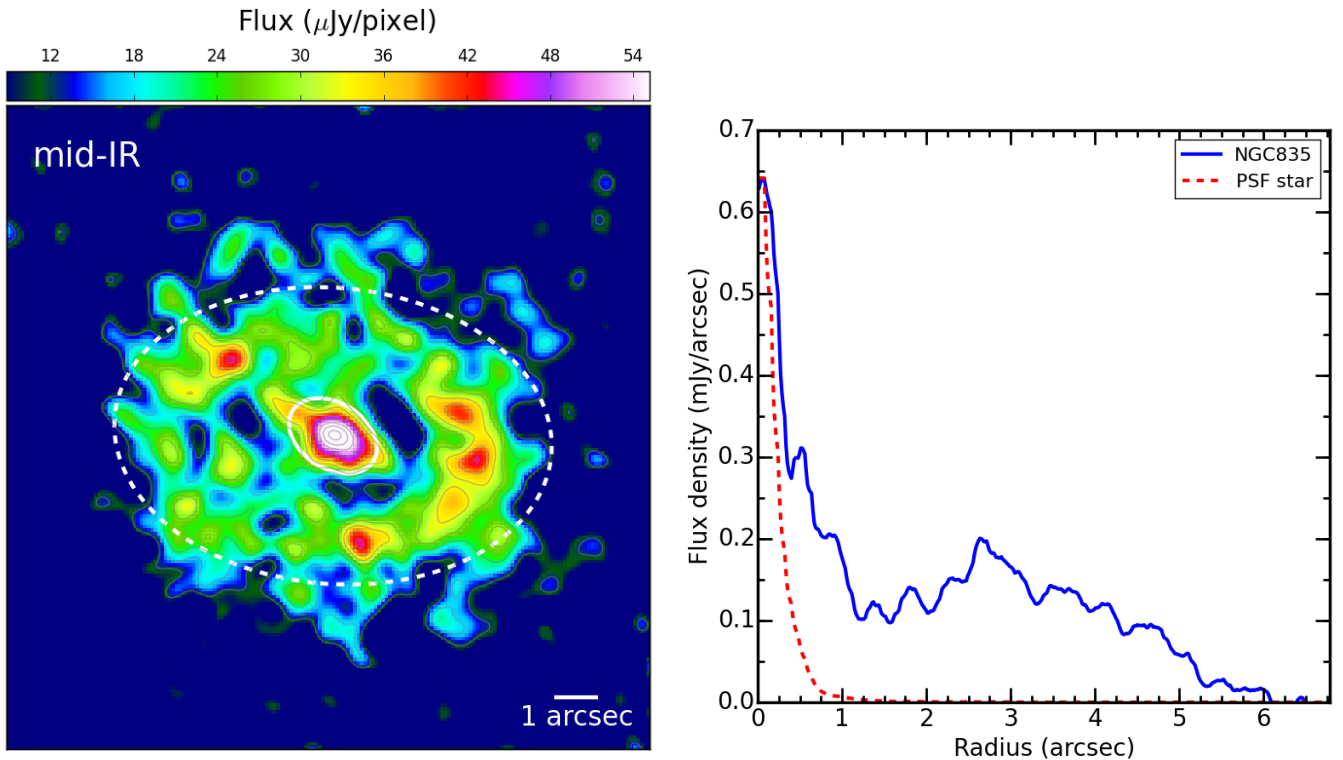 Flux (μJy/pixel)
12 18 24 30 36 42 48 54
mid-IR
1 arcsec
0.7
0.6
0.5
0.4
0.3
0.2
0.1
0.0
Flux density (mJy/arcsec)
NGC835
PSF star
0 1 2 3 4 5 6
Radius (arcsec)